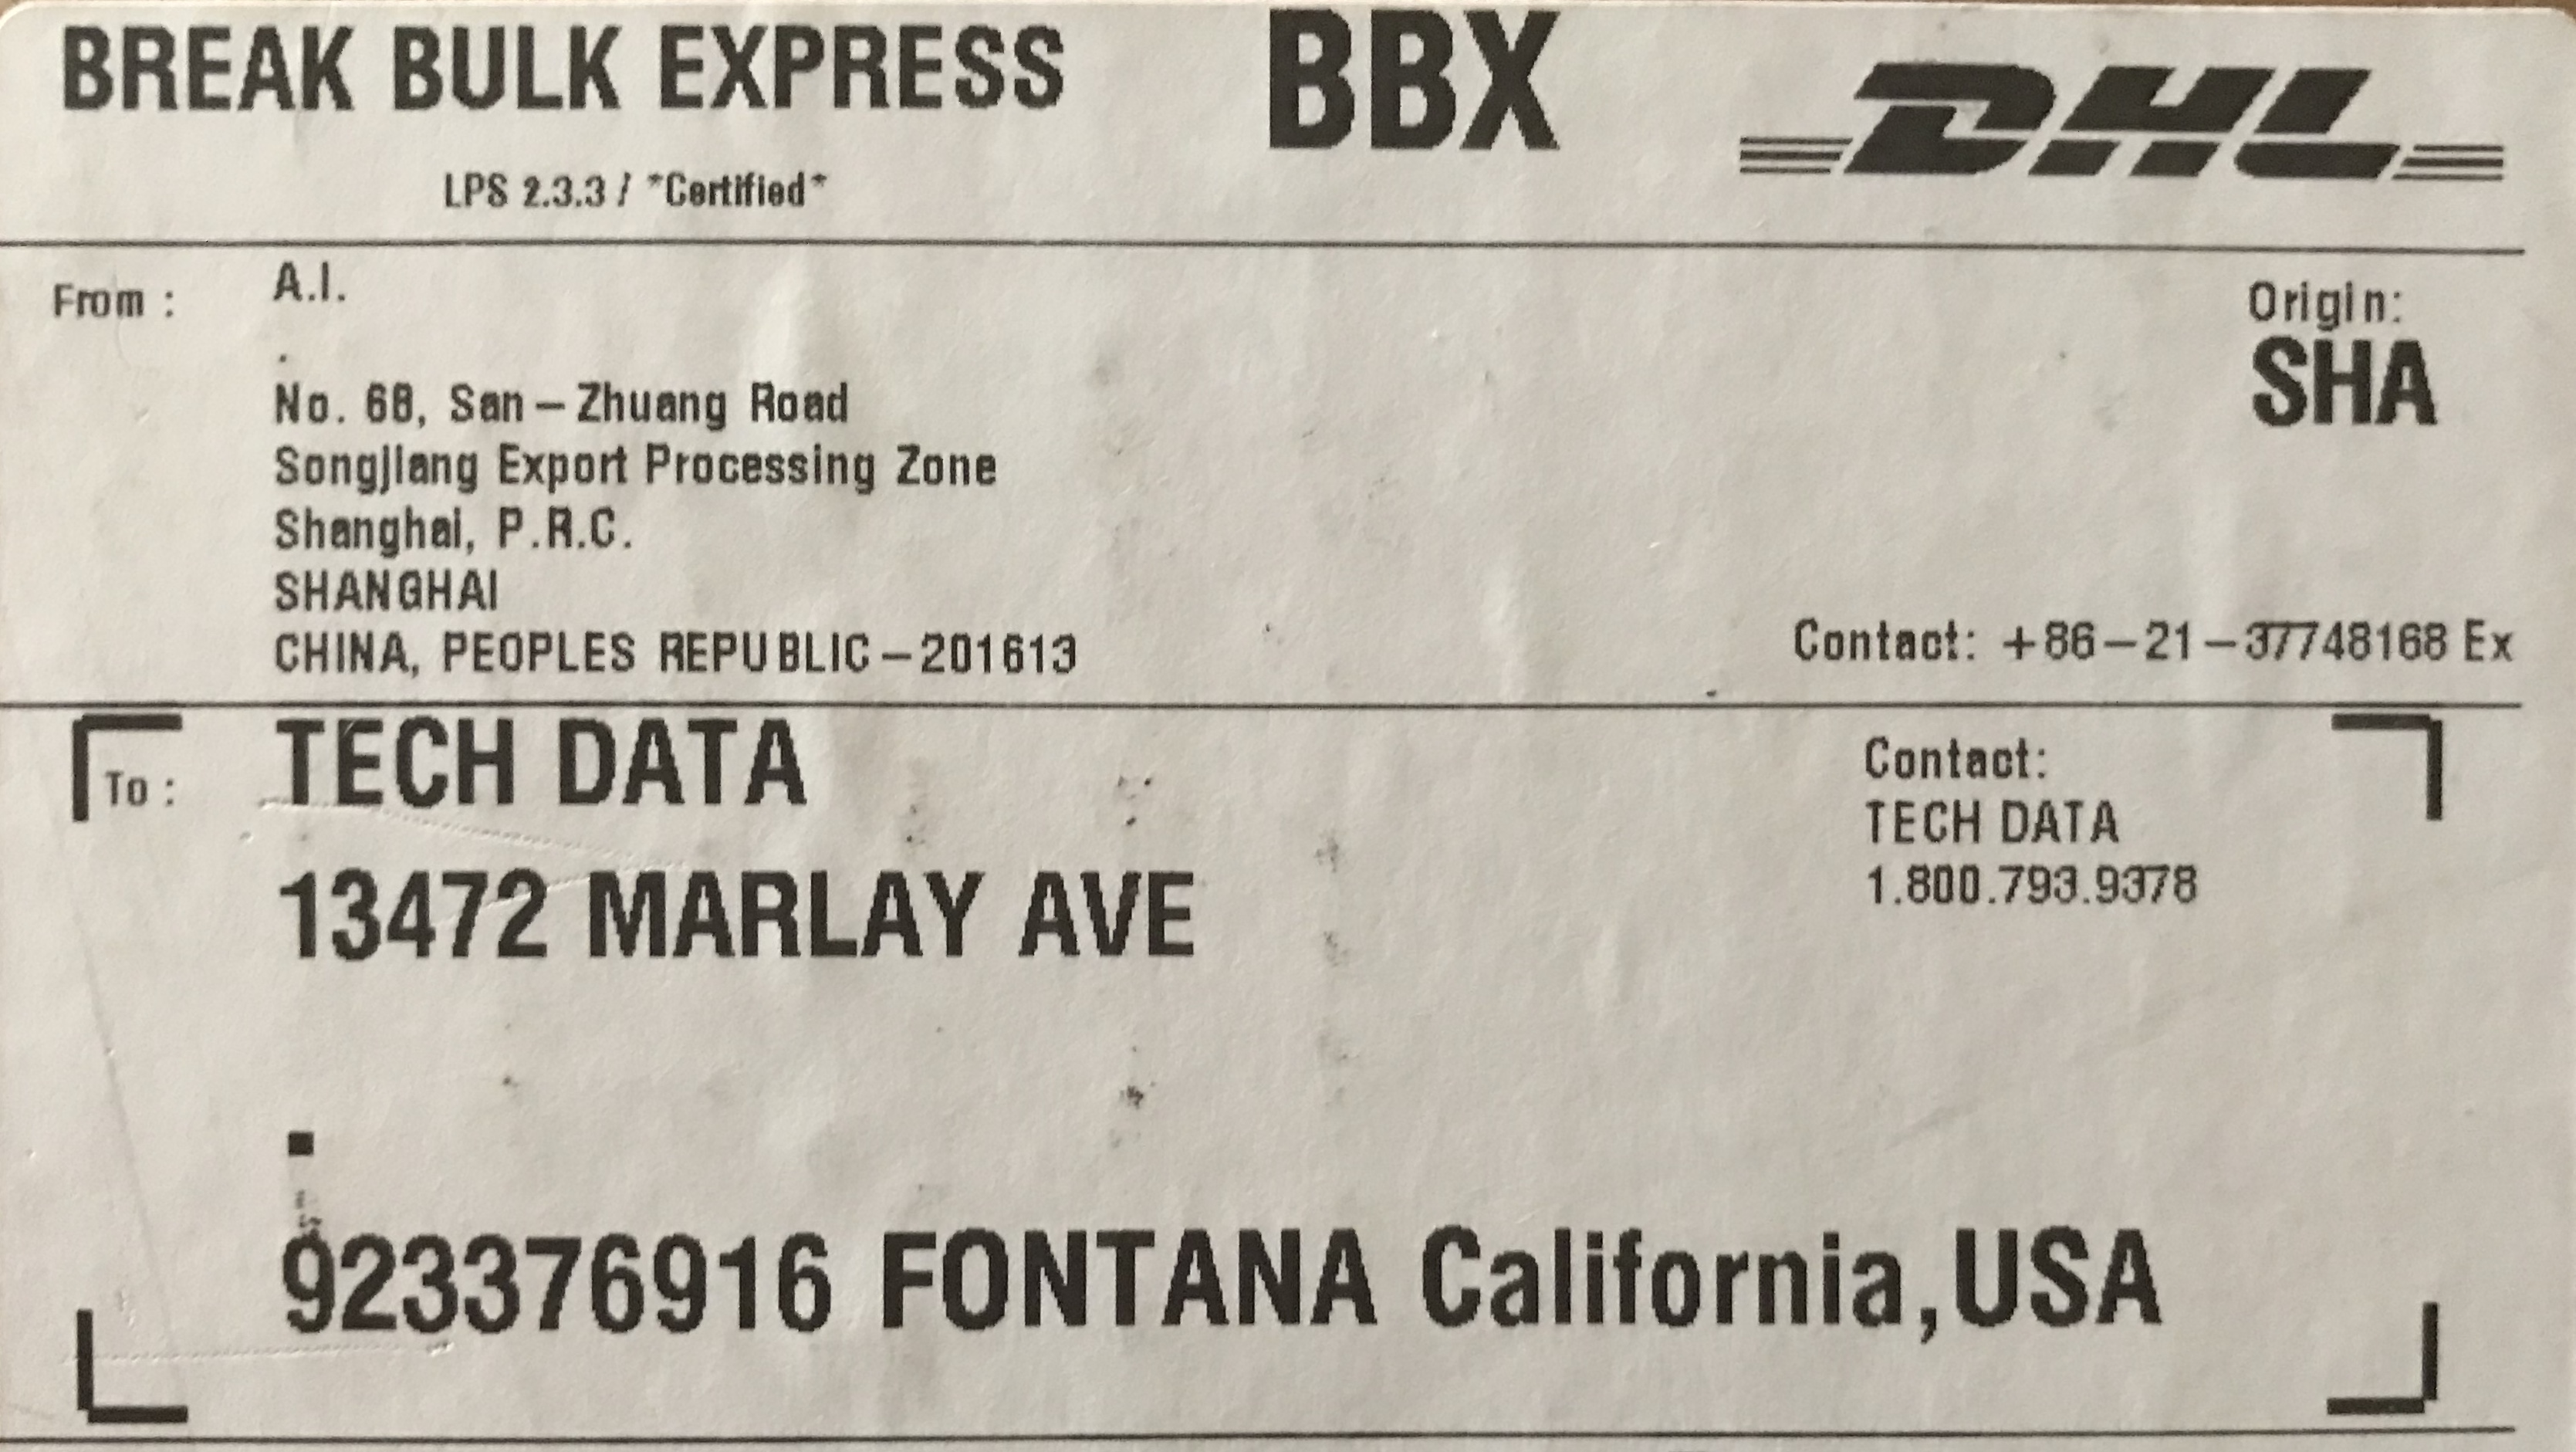 BREAK BULK EXPRESS BBX DHL
LPS 2.3.3 / *Certified*
From : A.I.
Origin:
SHA
.
No. 68, San-Zhuang Road
Songjiang Export Processing Zone
Shanghai, P.R.C.
SHANGHAI
CHINA, PEOPLES REPUBLIC-201613
Contact: +86-21-37748168 Ex
To : TECH DATA
13472 MARLAY AVE
Contact:
TECH DATA
1.800.793.9378
.
923376916 FONTANA California,USA